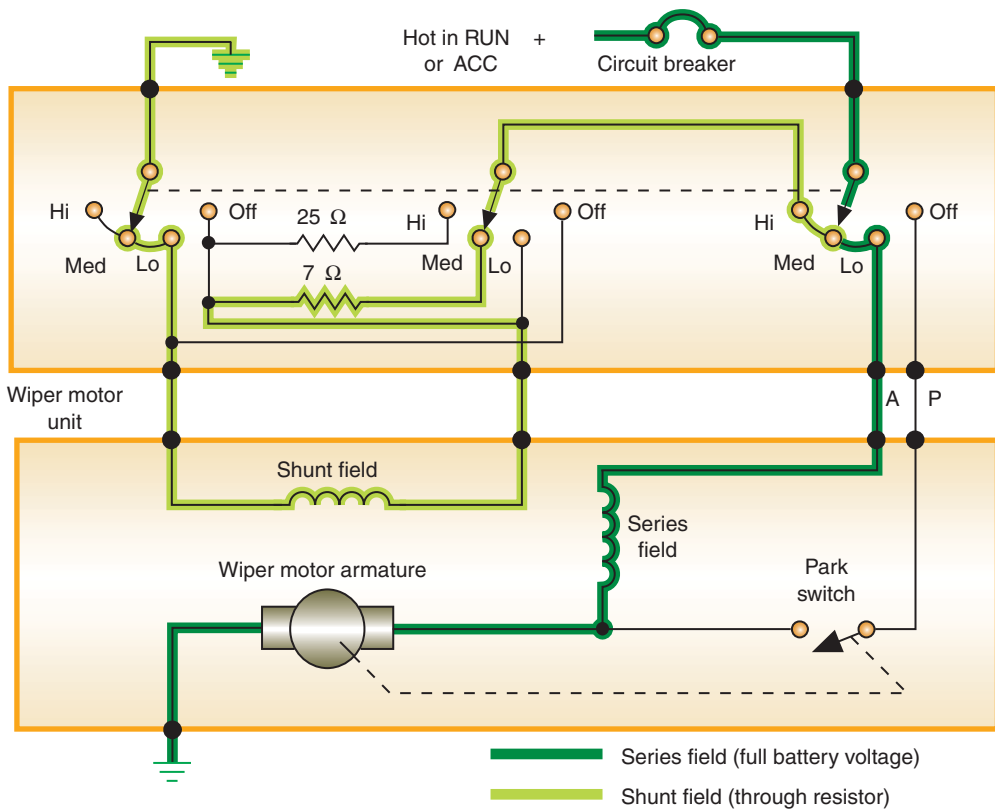 Hot in RUN +
or ACC
Circuit breaker
Hi
Med
Lo
Off
25 Ω
7 Ω
Hi
Med
Lo
Off
Hi
Med
Lo
Off
Wiper motor
unit
A
P
Shunt field
Series
field
Wiper motor armature
Park
switch
Series field (full battery voltage)
Shunt field (through resistor)